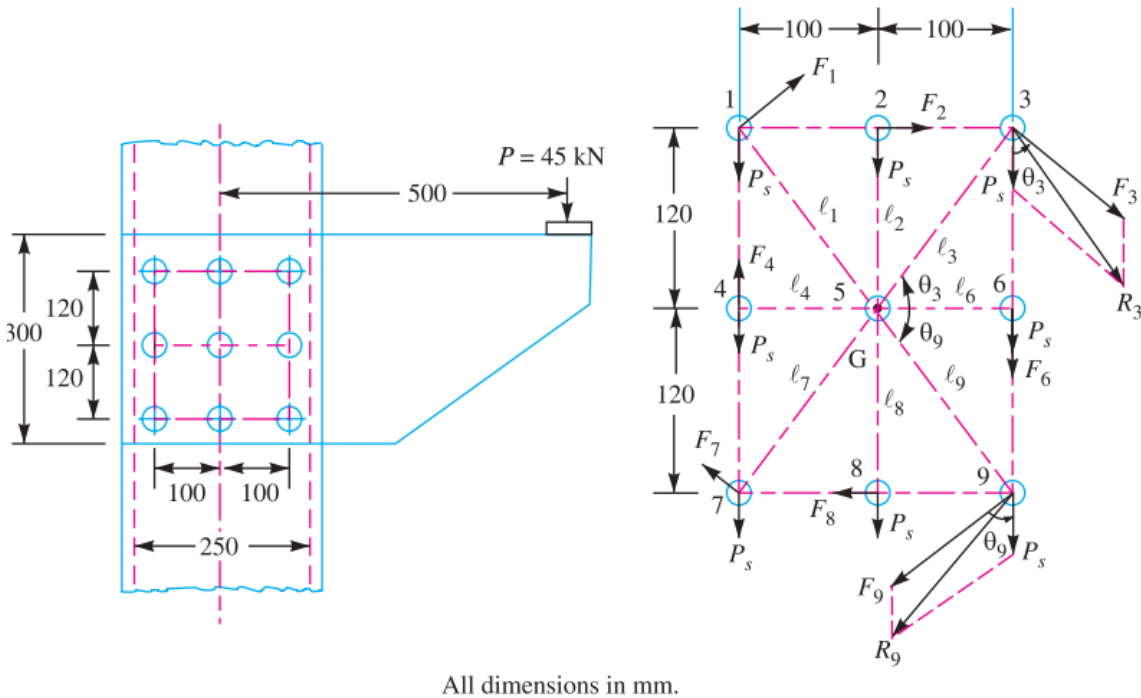 P = 45 kN
500
120
300
120
100 100
250
100 100
1 F₁ 2 F₂ 3
Pₛ Pₛ Pₛ θ₃ F₃
120
ℓ₁ ℓ₂ ℓ₃ R₃
F₄
4 ℓ₄ 5 θ₃ ℓ₆ 6
Pₛ θ₉ Pₛ
G F₆
120
ℓ₇ ℓ₈ ℓ₉
F₇ 8 9
7 F₈ Pₛ θ₉
Pₛ Pₛ
F₉
R₉
All dimensions in mm.